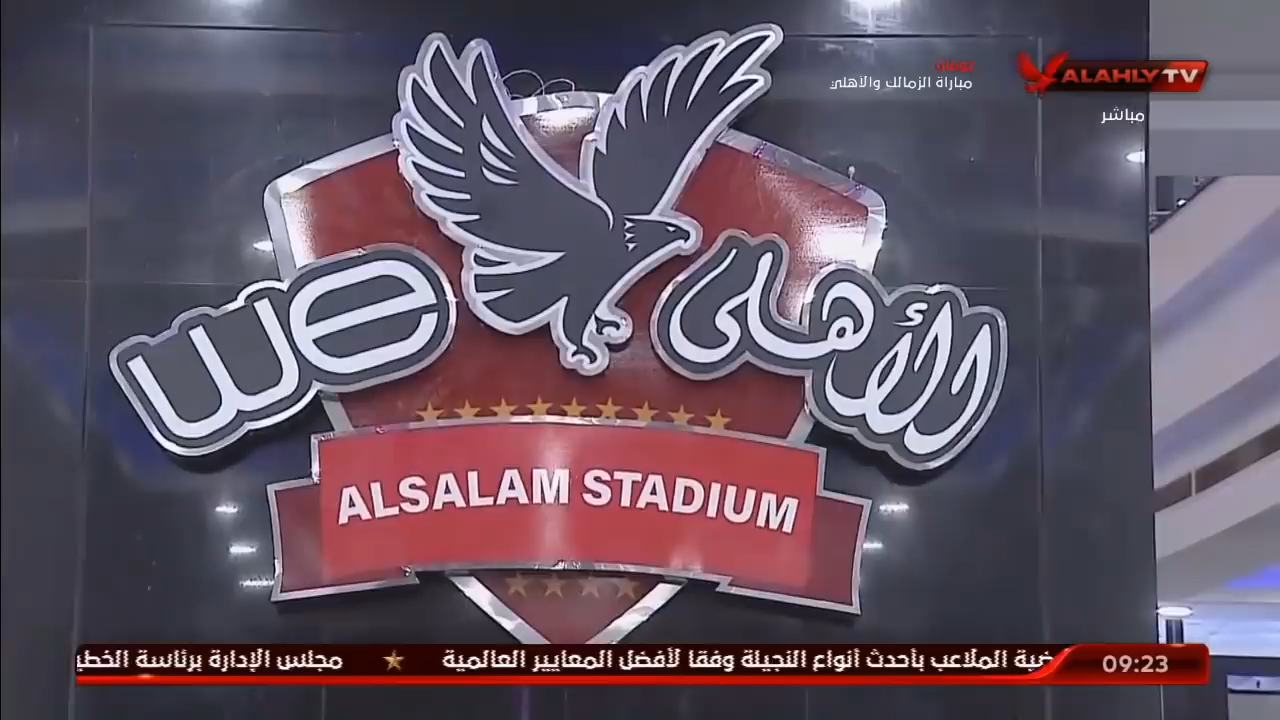 ALAHLY TV
مباراة الزمالك والأهلي
مباشر
we الأهلى
ALSALAM STADIUM
ضية الملاعب بأحدث أنواع النجيلة وفقا لأفضل المعايير العالمية ★ مجلس الإدارة برئاسة الخطي
09:23